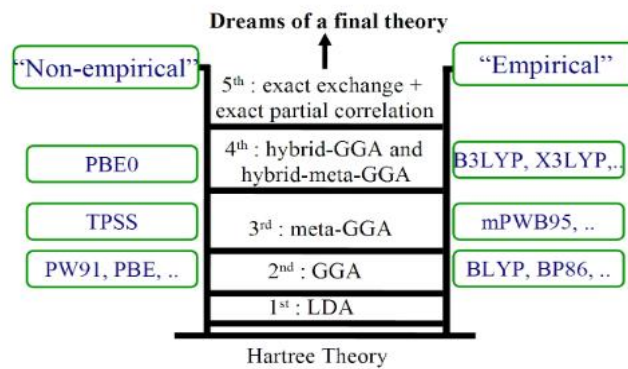 Dreams of a final theory
“Non-empirical”
“Empirical”
5th : exact exchange +
exact partial correlation
PBE0
4th : hybrid-GGA and
hybrid-meta-GGA
B3LYP, X3LYP,..
TPSS
3rd : meta-GGA
mPWB95, ..
PW91, PBE, ..
2nd : GGA
BLYP, BP86, ..
1st : LDA
Hartree Theory